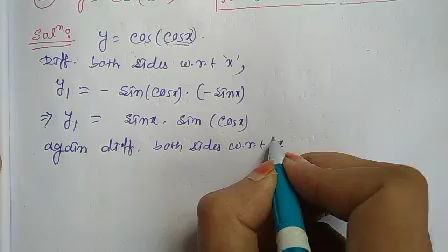 Solⁿ: y = cos(cosx).
Diff. both sides w.r.t 'x',
y₁ = - sin(cosx) · (-sinx)
⇒ y₁ = sinx · sin(cosx)
again diff. both sides w.r.t 'x